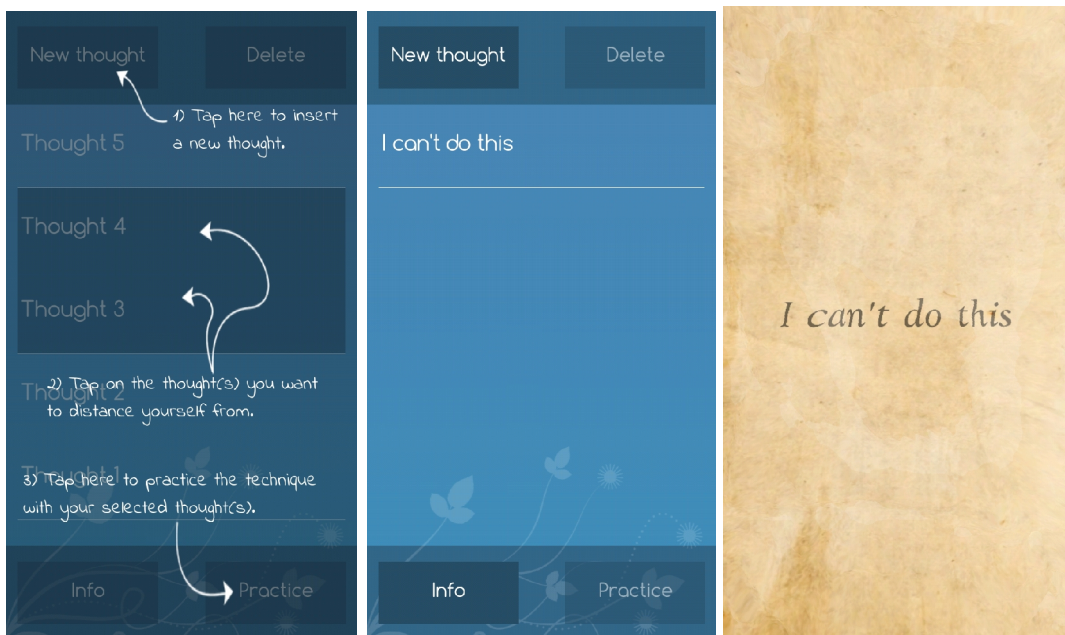 New thought
Delete
1) Tap here to insert
a new thought.
Thought 5
Thought 4
Thought 3
Thought 2
2) Tap on the thought(s) you want
to distance yourself from.
Thought 1
3) Tap here to practice the technique
with your selected thought(s).
Info
Practice
New thought
Delete
I can't do this
Info
Practice
I can't do this